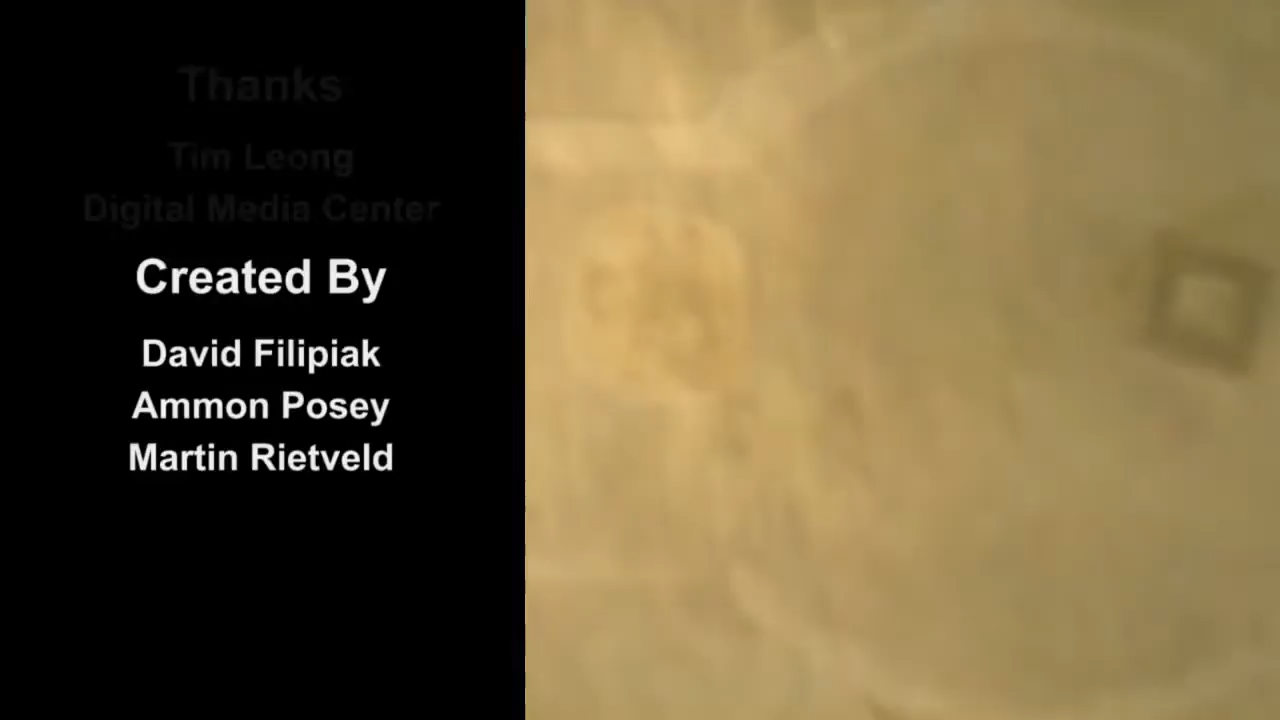 Thanks
Tim Leong
Digital Media Center
Created By
David Filipiak
Ammon Posey
Martin Rietveld